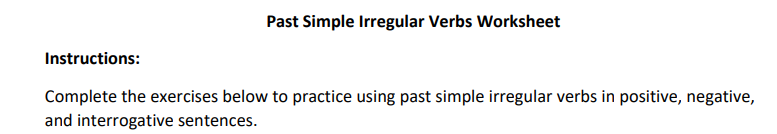 Past Simple Irregular Verbs Worksheet
Instructions:
Complete the exercises below to practice using past simple irregular verbs in positive, negative,
and interrogative sentences.